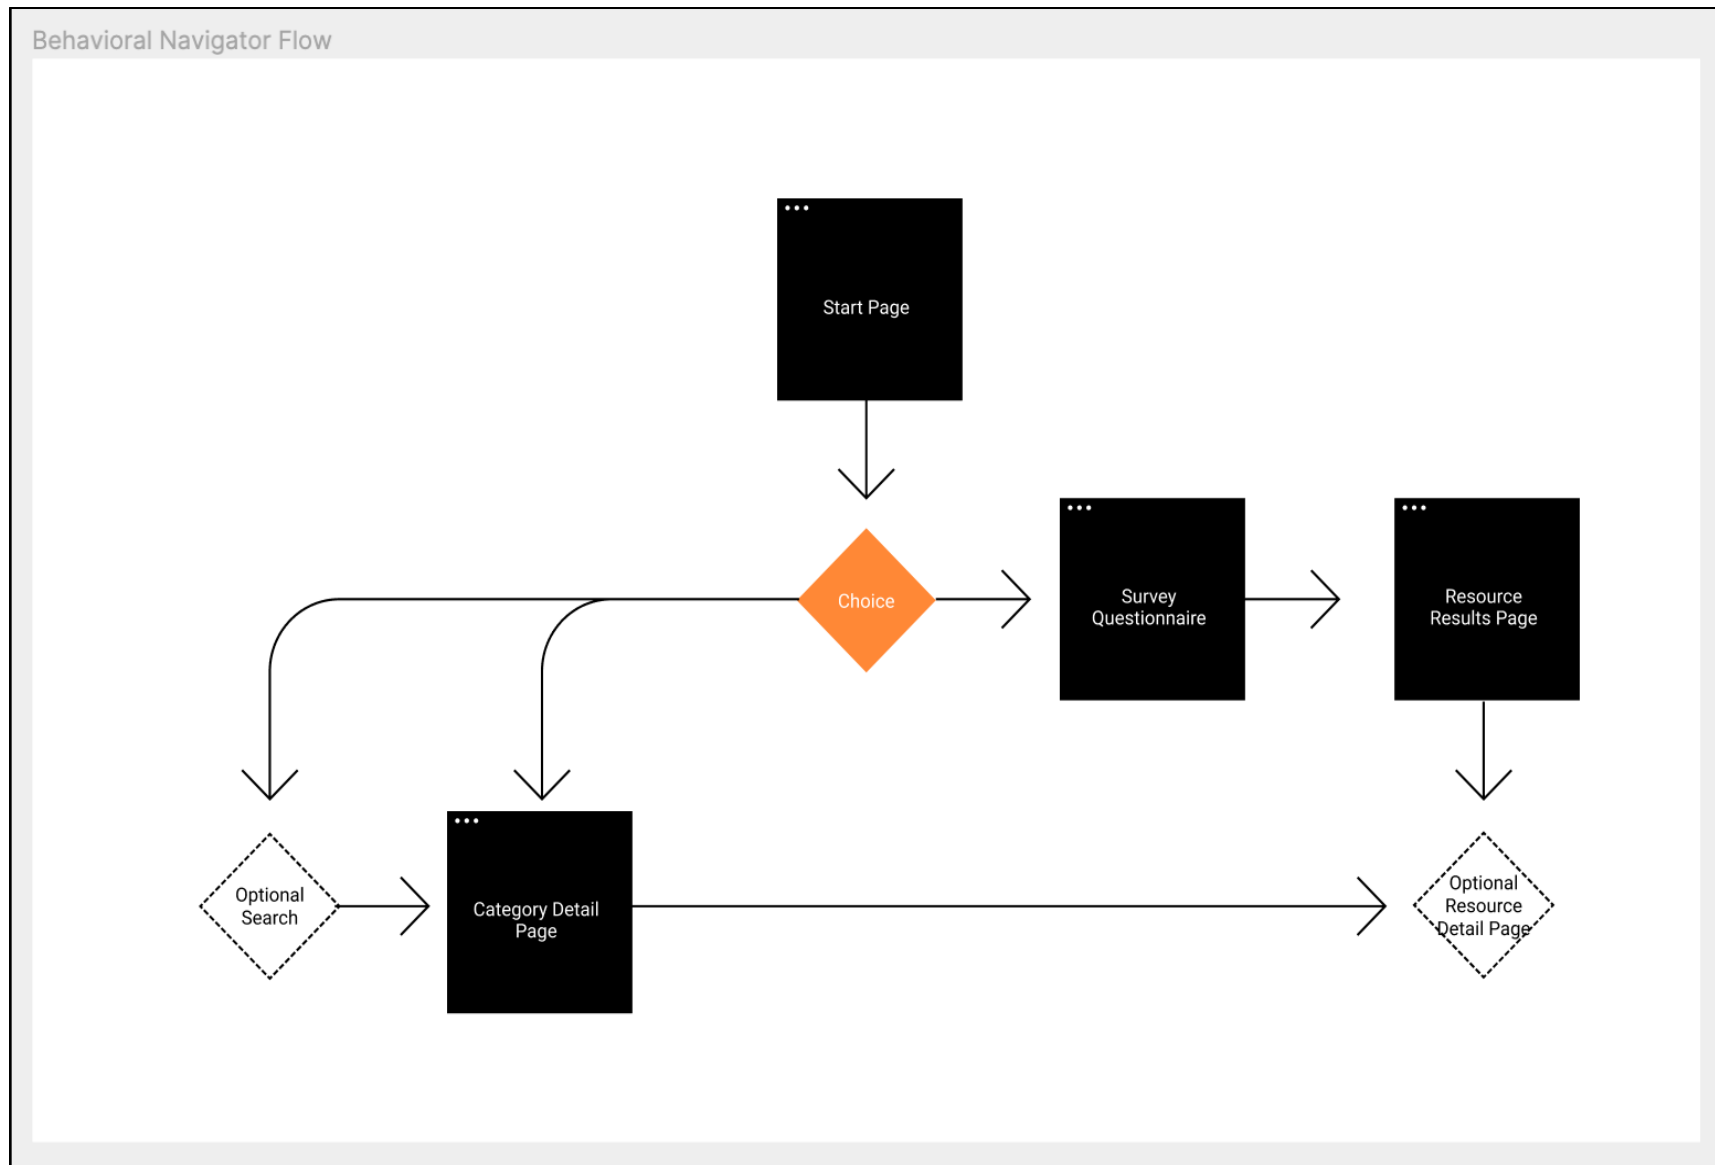 Behavioral Navigator Flow
Start Page
Choice
Survey
Questionnaire
Resource
Results Page
Optional
Search
Category Detail
Page
Optional
Resource
Detail Page